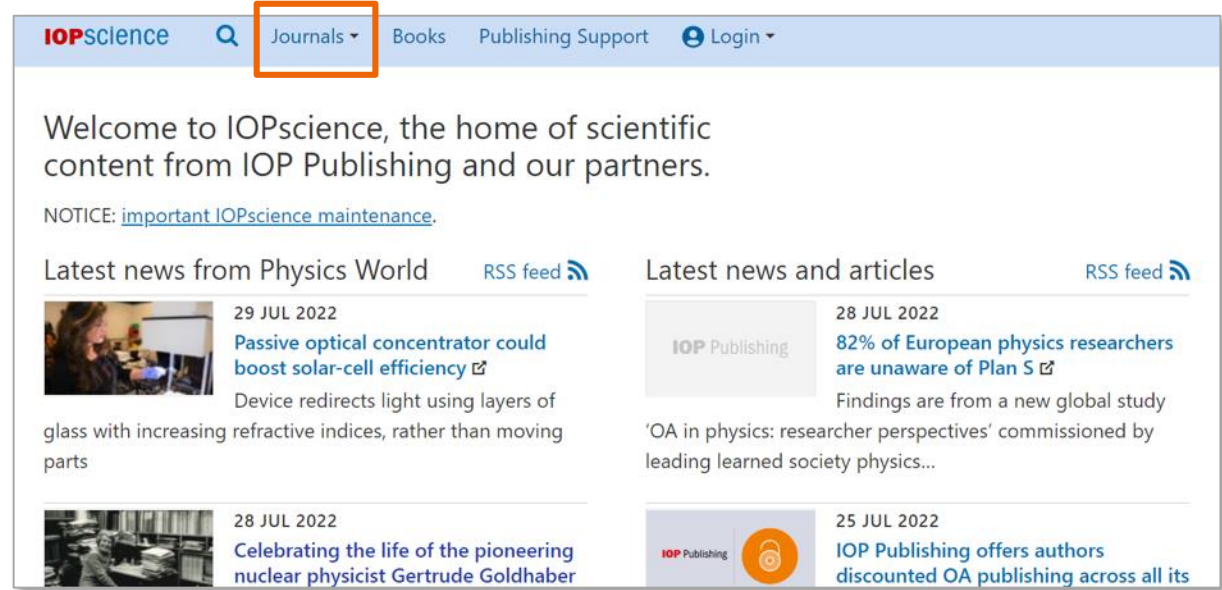 IOPSCIENCE Journals Books Publishing Support Login
Welcome to IOPscience, the home of scientific
content from IOP Publishing and our partners.
NOTICE: important IOPscience maintenance.
Latest news from Physics World RSS feed
29 JUL 2022
Passive optical concentrator could
boost solar-cell efficiency
Device redirects light using layers of
glass with increasing refractive indices, rather than moving
parts
28 JUL 2022
Celebrating the life of the pioneering
nuclear physicist Gertrude Goldhaber
Latest news and articles RSS feed
IOP Publishing
28 JUL 2022
82% of European physics researchers
are unaware of Plan S
Findings are from a new global study
'OA in physics: researcher perspectives' commissioned by
leading learned society physics...
IOP Publishing
25 JUL 2022
IOP Publishing offers authors
discounted OA publishing across all its